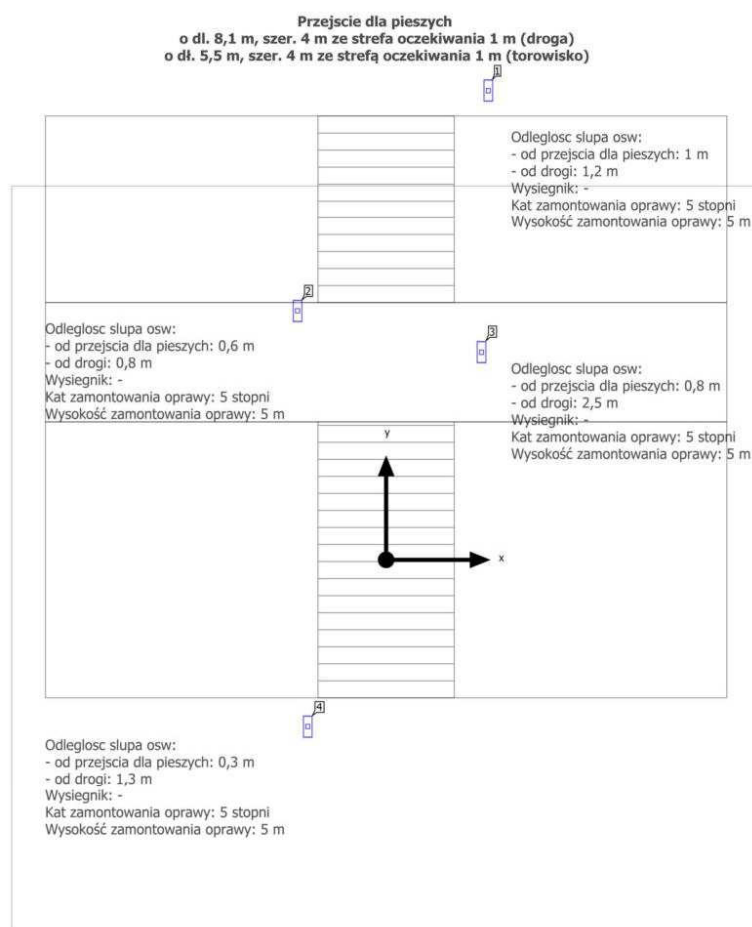 Przejscie dla pieszych
o dl. 8,1 m, szer. 4 m ze strefa oczekiwania 1 m (droga)
o dł. 5,5 m, szer. 4 m ze strefą oczekiwania 1 m (torowisko)
1
Odleglosc slupa osw:
- od przejscia dla pieszych: 1 m
- od drogi: 1,2 m
Wysiegnik: -
Kat zamontowania oprawy: 5 stopni
Wysokość zamontowania oprawy: 5 m
2
Odleglosc slupa osw:
- od przejscia dla pieszych: 0,6 m
- od drogi: 0,8 m
Wysiegnik: -
Kat zamontowania oprawy: 5 stopni
Wysokość zamontowania oprawy: 5 m
3
Odleglosc slupa osw:
- od przejscia dla pieszych: 0,8 m
- od drogi: 2,5 m
Wysiegnik: -
Kat zamontowania oprawy: 5 stopni
Wysokość zamontowania oprawy: 5 m
y
x
4
Odleglosc slupa osw:
- od przejscia dla pieszych: 0,3 m
- od drogi: 1,3 m
Wysiegnik: -
Kat zamontowania oprawy: 5 stopni
Wysokość zamontowania oprawy: 5 m